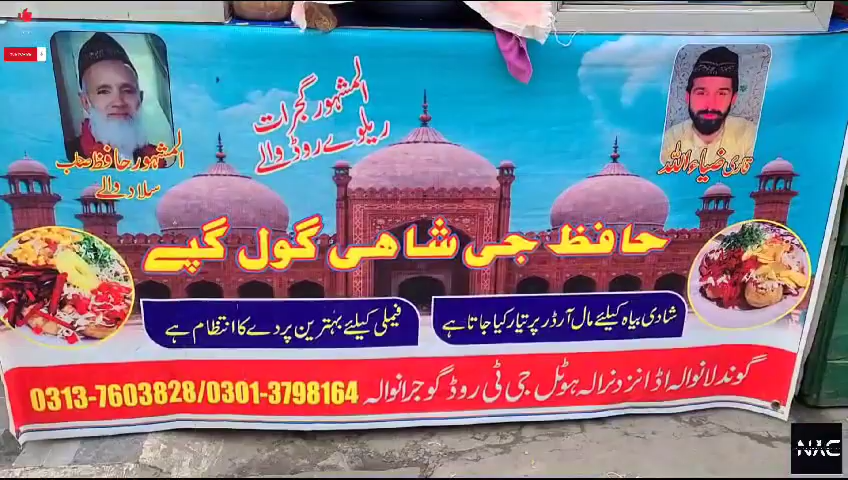 المشہور گجرات
ریلوے روڈ والے
المشہور حافظ صاحب
سلاد والے
قاری ضیاء اللہ
حافظ جی شاھی گول گپے
شادی بیاہ کیلئے مال آرڈر پر تیار کیا جاتا ہے
فیملی کیلئے بہترین پردے کا انتظام ہے
گوندلانوالہ اڈا نزد نرالہ ہوٹل جی ٹی روڈ گوجرانوالہ 0313-7603828/0301-3798164
NAC